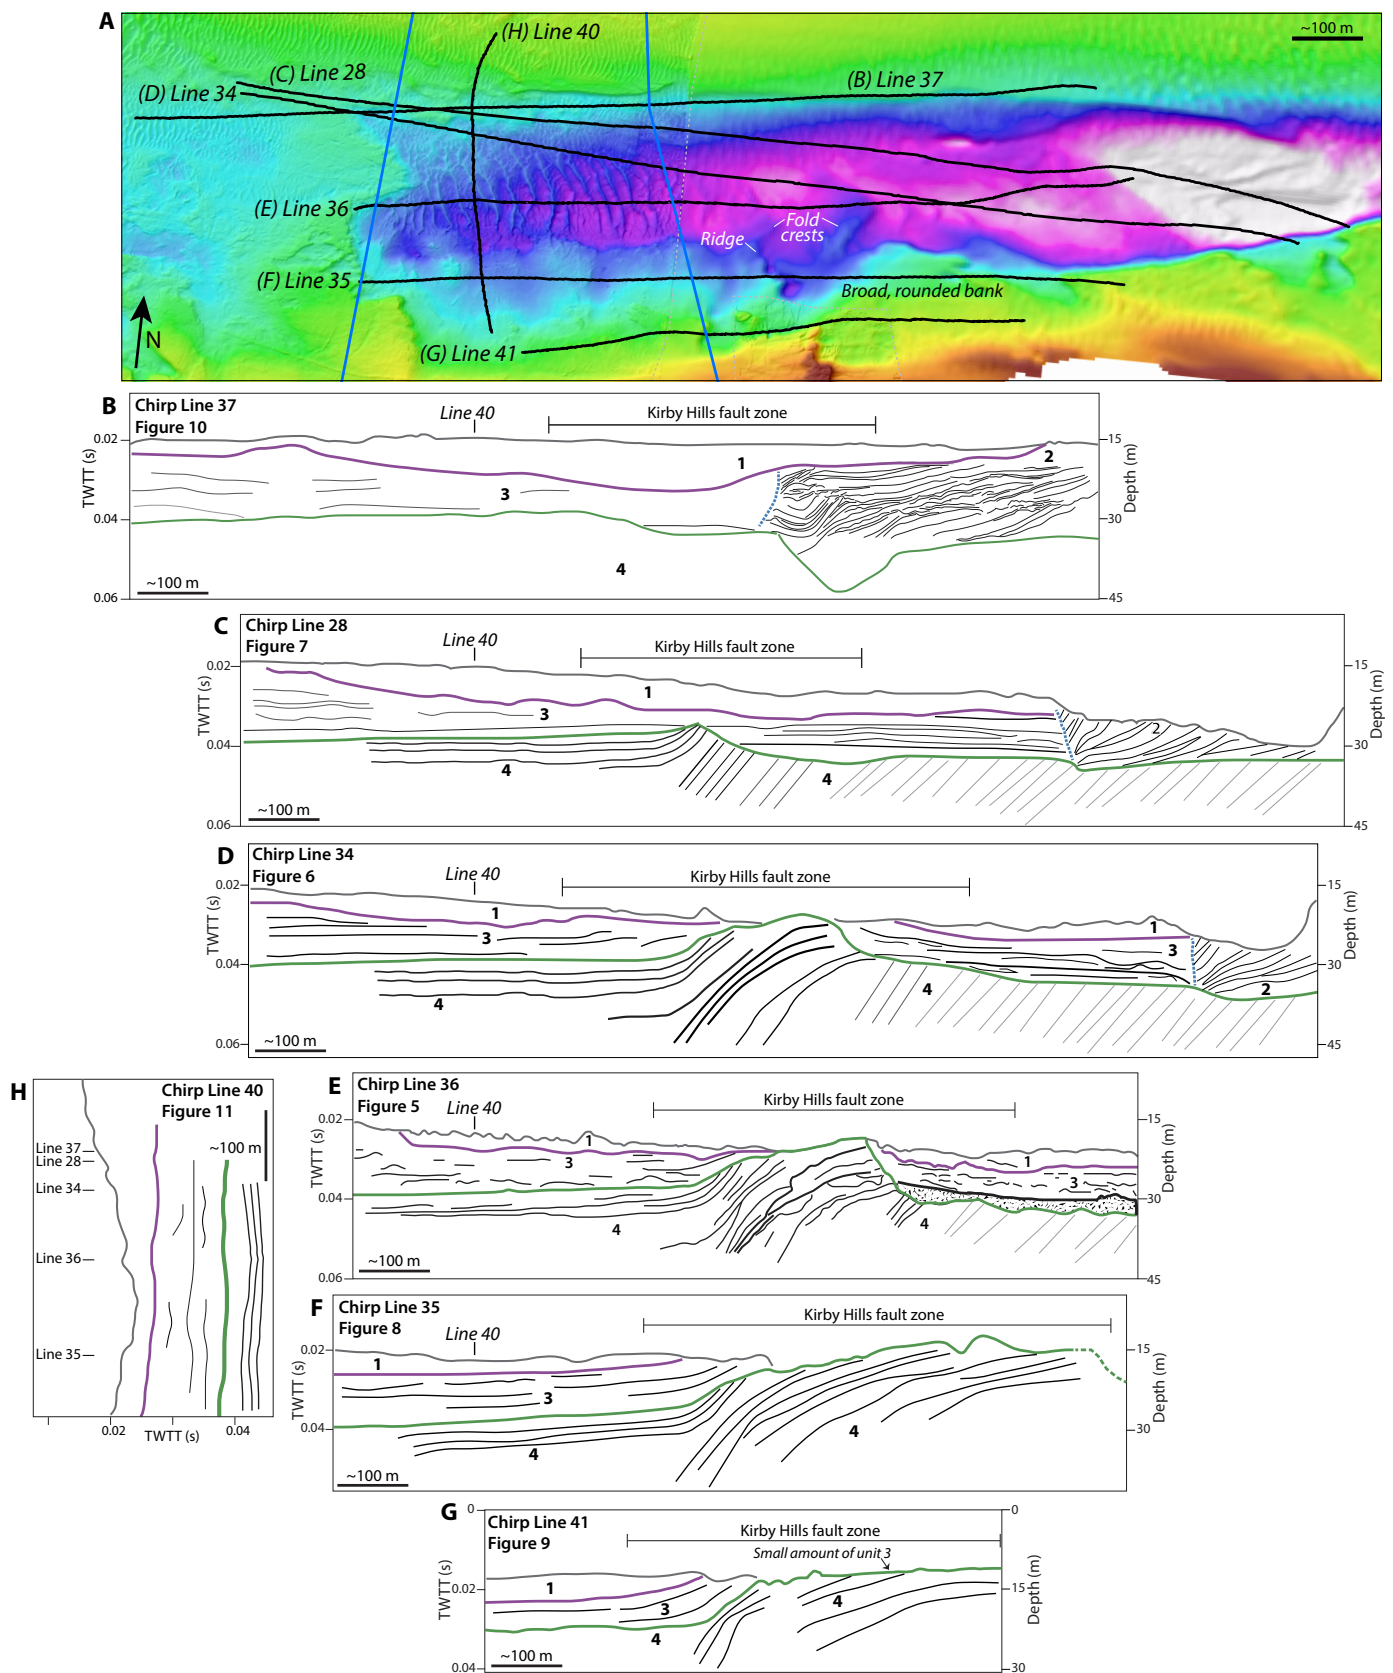 A
(H) Line 40
~100 m
(C) Line 28
(D) Line 34
(B) Line 37
(E) Line 36
Fold
crests
Ridge
(F) Line 35
Broad, rounded bank
N
(G) Line 41
B
Chirp Line 37
Figure 10
Line 40
Kirby Hills fault zone
0.02
15
1
2
3
TWTT (s)
Depth (m)
0.04
30
4
~100 m
0.06
45
C
Chirp Line 28
Figure 7
Line 40
Kirby Hills fault zone
0.02
15
1
3
2
TWTT (s)
Depth (m)
0.04
30
4
4
~100 m
0.06
45
D
Chirp Line 34
Figure 6
Line 40
Kirby Hills fault zone
0.02
15
1
1
3
3
TWTT (s)
Depth (m)
0.04
30
4
4
2
~100 m
0.06
45
H
Chirp Line 40
Figure 11
~100 m
Line 37
Line 28
Line 34
Line 36
Line 35
0.02
0.04
TWTT (s)
E
Chirp Line 36
Figure 5
Line 40
Kirby Hills fault zone
0.02
15
1
1
3
3
TWTT (s)
Depth (m)
0.04
30
4
4
~100 m
0.06
45
F
Chirp Line 35
Figure 8
Line 40
Kirby Hills fault zone
0.02
15
1
3
TWTT (s)
Depth (m)
0.04
30
4
4
~100 m
G
0
0
Chirp Line 41
Figure 9
Kirby Hills fault zone
Small amount of unit 3
1
0.02
15
3
4
TWTT (s)
Depth (m)
4
~100 m
0.04
30